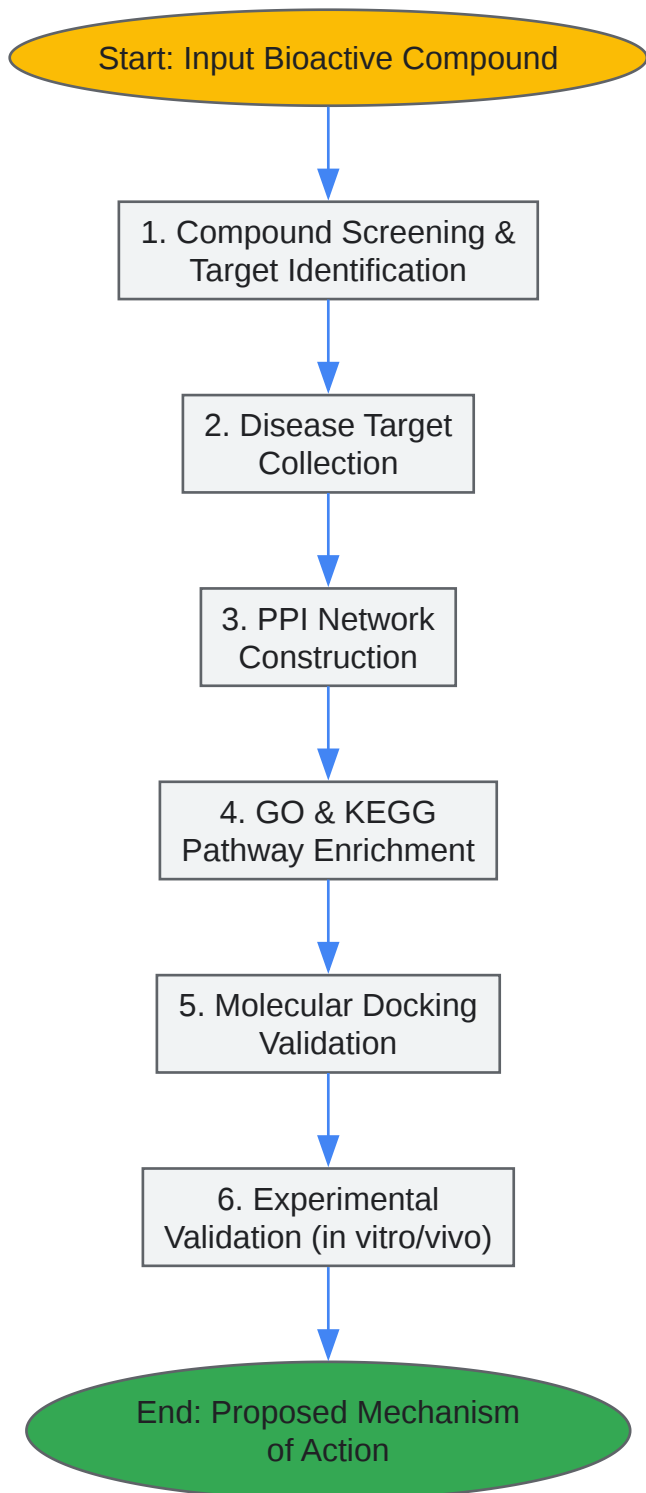 Start: Input Bioactive Compound
1. Compound Screening &
Target Identification
2. Disease Target
Collection
3. PPI Network
Construction
4. GO & KEGG
Pathway Enrichment
5. Molecular Docking
Validation
6. Experimental
Validation (in vitro/vivo)
End: Proposed Mechanism
of Action